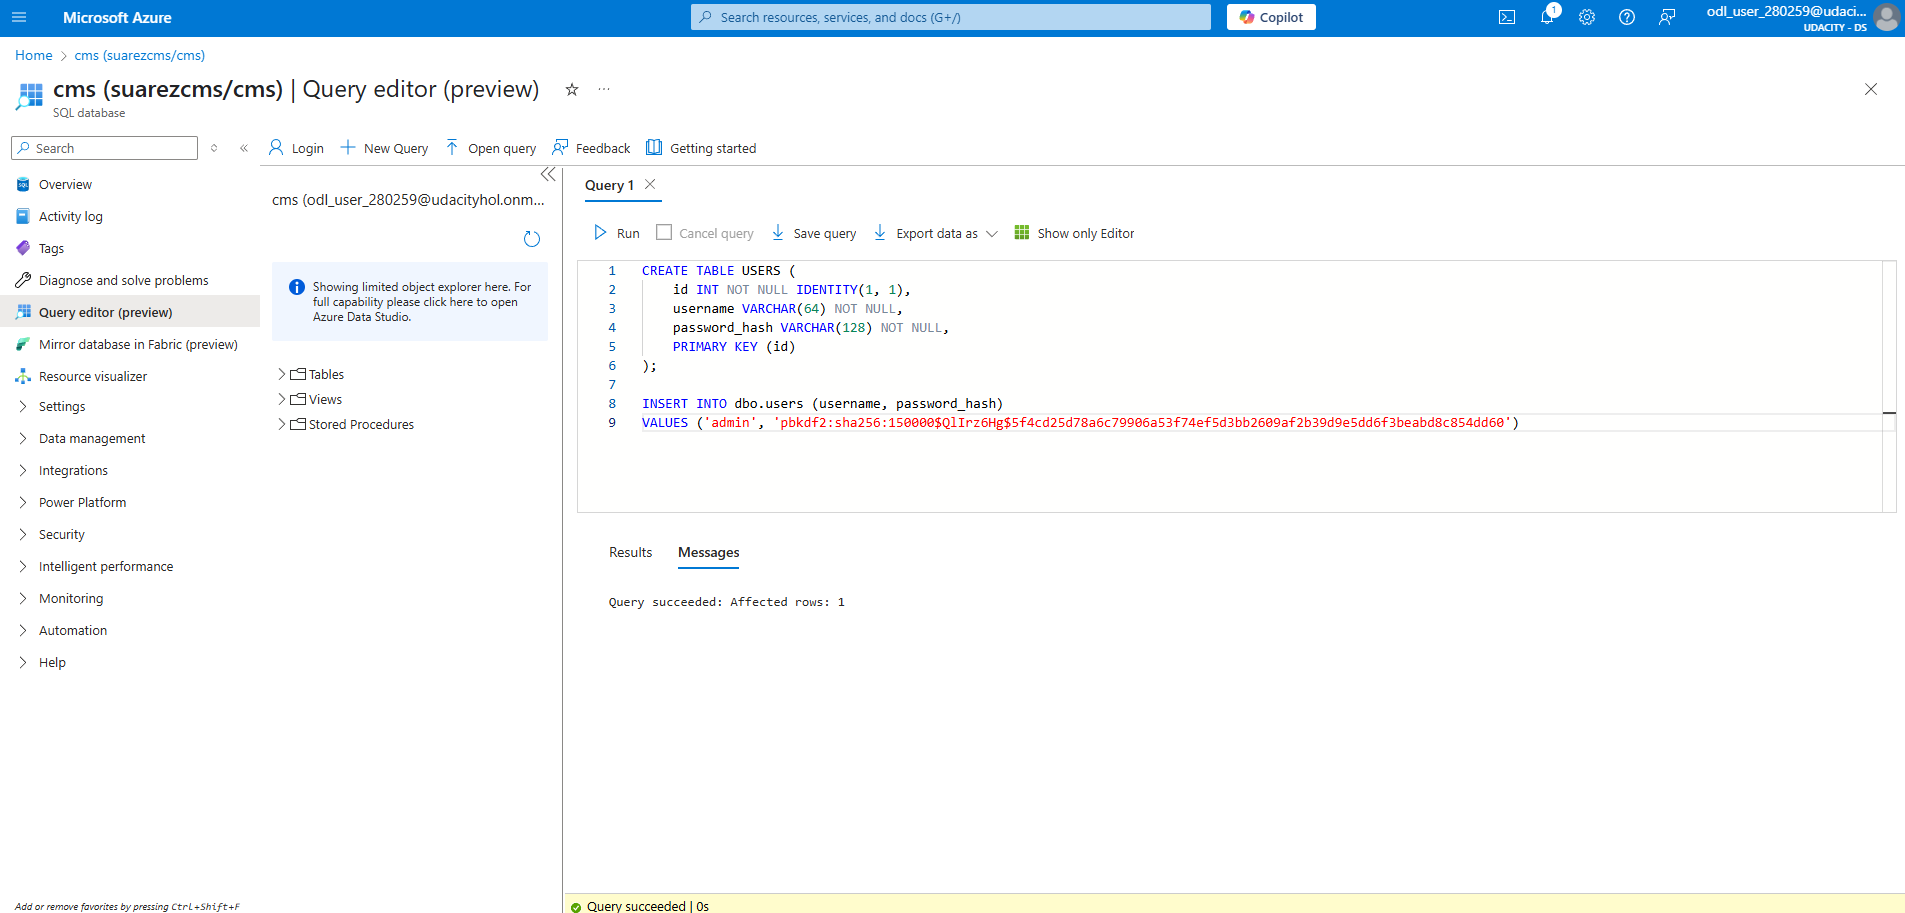 Microsoft Azure
Search resources, services, and docs (G+/)
Copilot
1
odl_user_280259@udaci...
UDACITY - DS
Home > cms (suarezcms/cms)
cms (suarezcms/cms) | Query editor (preview)
SQL database
Search
Login
New Query
Open query
Feedback
Getting started
Overview
Activity log
Tags
Diagnose and solve problems
Query editor (preview)
Mirror database in Fabric (preview)
Resource visualizer
Settings
Data management
Integrations
Power Platform
Security
Intelligent performance
Monitoring
Automation
Help
Add or remove favorites by pressing Ctrl+Shift+F
cms (odl_user_280259@udacityhol.onm...
Showing limited object explorer here. For
full capability please click here to open
Azure Data Studio.
Tables
Views
Stored Procedures
Query 1
Run
Cancel query
Save query
Export data as
Show only Editor
1 CREATE TABLE USERS (
2 id INT NOT NULL IDENTITY(1, 1),
3 username VARCHAR(64) NOT NULL,
4 password_hash VARCHAR(128) NOT NULL,
5 PRIMARY KEY (id)
6 );
7
8 INSERT INTO dbo.users (username, password_hash)
9 VALUES ('admin', 'pbkdf2:sha256:150000$QlIrz6Hg$5f4cd25d78a6c79906a53f74ef5d3bb2609af2b39d9e5dd6f3beabd8c854dd60')
Results
Messages
Query succeeded: Affected rows: 1
Query succeeded | 0s